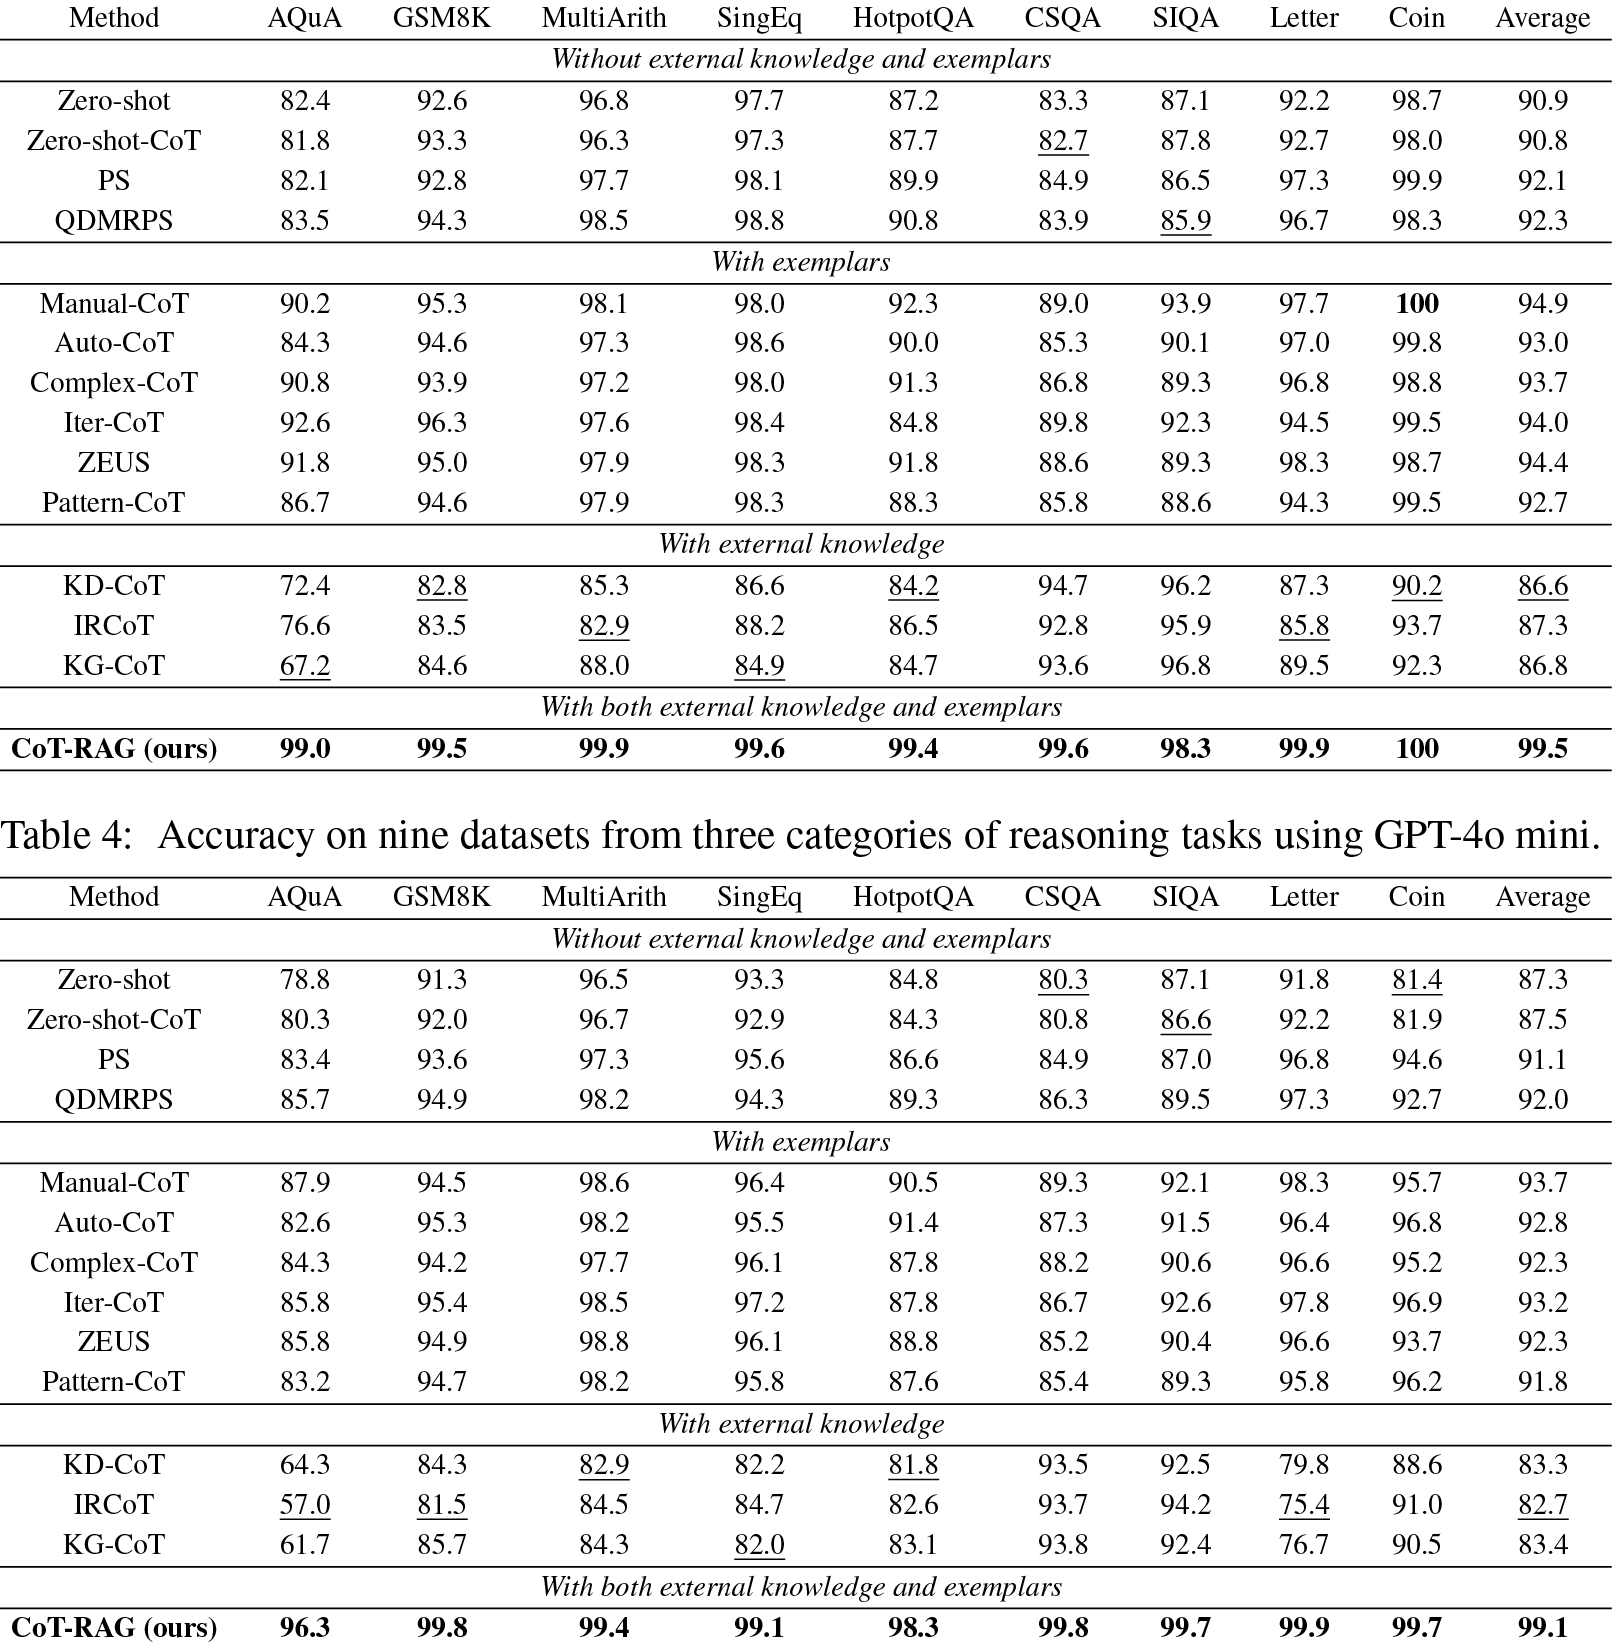 Method AQuA GSM8K MultiArith SingEq HotpotQA CSQA SIQA Letter Coin Average
Without external knowledge and exemplars
Zero-shot 82.4 92.6 96.8 97.7 87.2 83.3 87.1 92.2 98.7 90.9
Zero-shot-CoT 81.8 93.3 96.3 97.3 87.7 82.7 87.8 92.7 98.0 90.8
PS 82.1 92.8 97.7 98.1 89.9 84.9 86.5 97.3 99.9 92.1
QDMRPS 83.5 94.3 98.5 98.8 90.8 83.9 85.9 96.7 98.3 92.3
With exemplars
Manual-CoT 90.2 95.3 98.1 98.0 92.3 89.0 93.9 97.7 100 94.9
Auto-CoT 84.3 94.6 97.3 98.6 90.0 85.3 90.1 97.0 99.8 93.0
Complex-CoT 90.8 93.9 97.2 98.0 91.3 86.8 89.3 96.8 98.8 93.7
Iter-CoT 92.6 96.3 97.6 98.4 84.8 89.8 92.3 94.5 99.5 94.0
ZEUS 91.8 95.0 97.9 98.3 91.8 88.6 89.3 98.3 98.7 94.4
Pattern-CoT 86.7 94.6 97.9 98.3 88.3 85.8 88.6 94.3 99.5 92.7
With external knowledge
KD-CoT 72.4 82.8 85.3 86.6 84.2 94.7 96.2 87.3 90.2 86.6
IRCoT 76.6 83.5 82.9 88.2 86.5 92.8 95.9 85.8 93.7 87.3
KG-CoT 67.2 84.6 88.0 84.9 84.7 93.6 96.8 89.5 92.3 86.8
With both external knowledge and exemplars
CoT-RAG (ours) 99.0 99.5 99.9 99.6 99.4 99.6 98.3 99.9 100 99.5
Table 4: Accuracy on nine datasets from three categories of reasoning tasks using GPT-4o mini.
Method AQuA GSM8K MultiArith SingEq HotpotQA CSQA SIQA Letter Coin Average
Without external knowledge and exemplars
Zero-shot 78.8 91.3 96.5 93.3 84.8 80.3 87.1 91.8 81.4 87.3
Zero-shot-CoT 80.3 92.0 96.7 92.9 84.3 80.8 86.6 92.2 81.9 87.5
PS 83.4 93.6 97.3 95.6 86.6 84.9 87.0 96.8 94.6 91.1
QDMRPS 85.7 94.9 98.2 94.3 89.3 86.3 89.5 97.3 92.7 92.0
With exemplars
Manual-CoT 87.9 94.5 98.6 96.4 90.5 89.3 92.1 98.3 95.7 93.7
Auto-CoT 82.6 95.3 98.2 95.5 91.4 87.3 91.5 96.4 96.8 92.8
Complex-CoT 84.3 94.2 97.7 96.1 87.8 88.2 90.6 96.6 95.2 92.3
Iter-CoT 85.8 95.4 98.5 97.2 87.8 86.7 92.6 97.8 96.9 93.2
ZEUS 85.8 94.9 98.8 96.1 88.8 85.2 90.4 96.6 93.7 92.3
Pattern-CoT 83.2 94.7 98.2 95.8 87.6 85.4 89.3 95.8 96.2 91.8
With external knowledge
KD-CoT 64.3 84.3 82.9 82.2 81.8 93.5 92.5 79.8 88.6 83.3
IRCoT 57.0 81.5 84.5 84.7 82.6 93.7 94.2 75.4 91.0 82.7
KG-CoT 61.7 85.7 84.3 82.0 83.1 93.8 92.4 76.7 90.5 83.4
With both external knowledge and exemplars
CoT-RAG (ours) 96.3 99.8 99.4 99.1 98.3 99.8 99.7 99.9 99.7 99.1